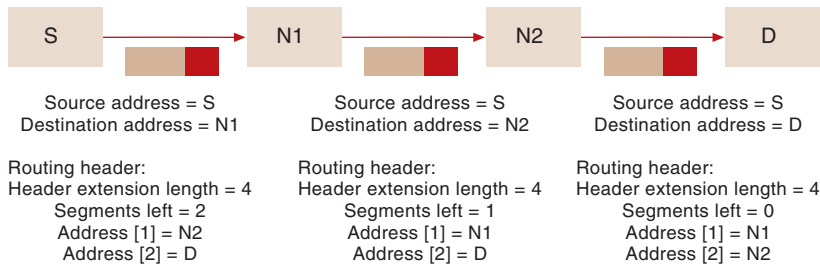 S
N1
N2
D
Source address = S
Destination address = N1
Routing header:
Header extension length = 4
Segments left = 2
Address [1] = N2
Address [2] = D
Source address = S
Destination address = N2
Routing header:
Header extension length = 4
Segments left = 1
Address [1] = N1
Address [2] = D
Source address = S
Destination address = D
Routing header:
Header extension length = 4
Segments left = 0
Address [1] = N1
Address [2] = N2